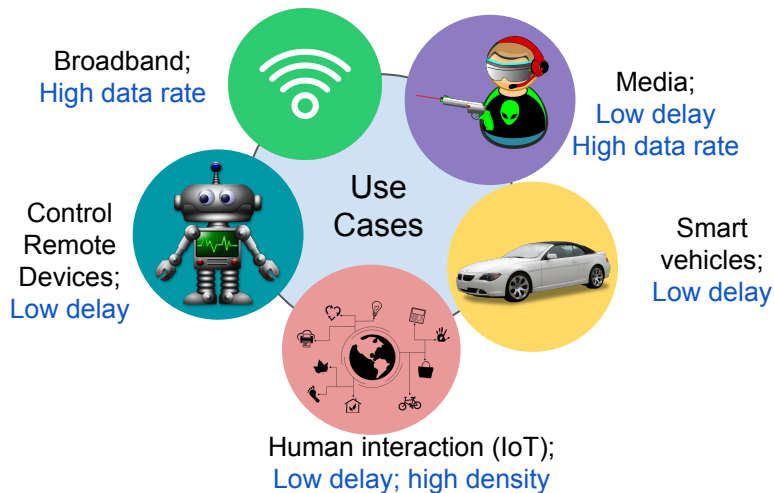 Broadband;
High data rate
Media;
Low delay
High data rate
Use
Cases
Control
Remote
Devices;
Low delay
Smart
vehicles;
Low delay
Human interaction (IoT);
Low delay; high density